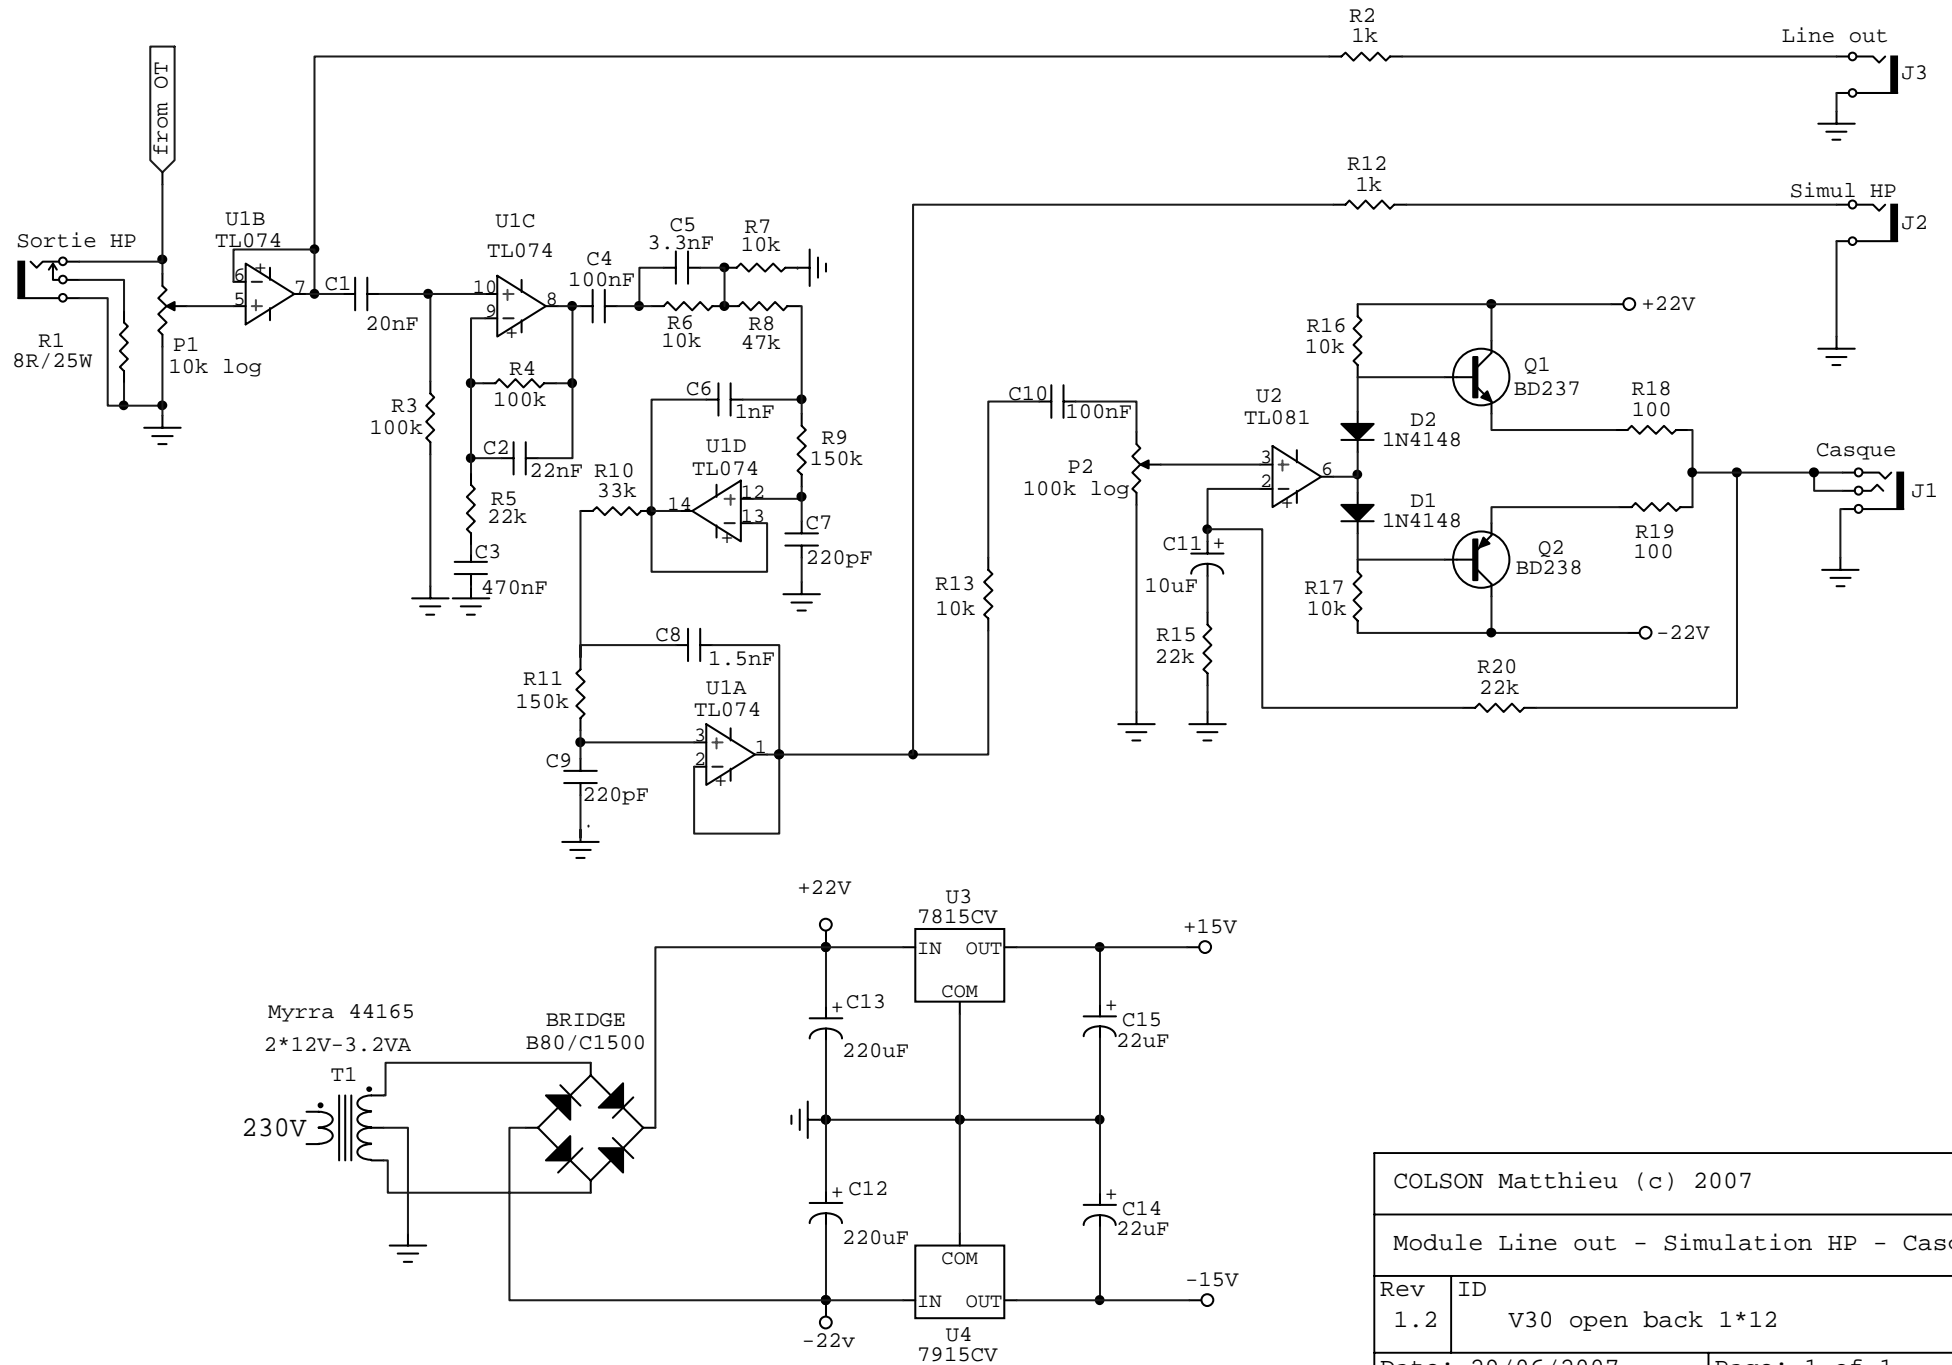 R2
1k
Line out
J3
from OT
R12
1k
Simul HP
J2
Sortie HP
R1
8R/25W
P1
10k log
U1B
TL074
6
5
7
+
−
+
C1
20nF
R3
100k
U1C
TL074
10
9
8
+
−
+
R4
100k
C2
22nF
R5
22k
C3
470nF
C4
100nF
C5
3.3nF
R7
10k
R6
10k
R8
47k
C6
1nF
R9
150k
U1D
TL074
12
13
14
+
−
+
C7
220pF
R10
33k
C8
1.5nF
R11
150k
U1A
TL074
3
2
1
+
−
+
C9
220pF
R13
10k
C10
100nF
P2
100k log
U2
TL081
3
2
6
+
−
+
C11
+
10uF
R15
22k
R16
10k
D2
1N4148
D1
1N4148
R17
10k
+22V
Q1
BD237
R18
100
Q2
BD238
R19
100
-22V
R20
22k
Casque
J1
+22V
U3
7815CV
IN OUT
COM
+15V
Myrra 44165
2*12V-3.2VA
T1
230V
BRIDGE
B80/C1500
+
C13
220uF
+
C15
22uF
+
C12
220uF
+
C14
22uF
COM
IN OUT
U4
7915CV
-22v
-15V
COLSON Matthieu (c) 2007
Module Line out - Simulation HP -
Rev
1.2
ID
V30 open back 1*12
Date: 20/06/2007
Page: 1 of 1